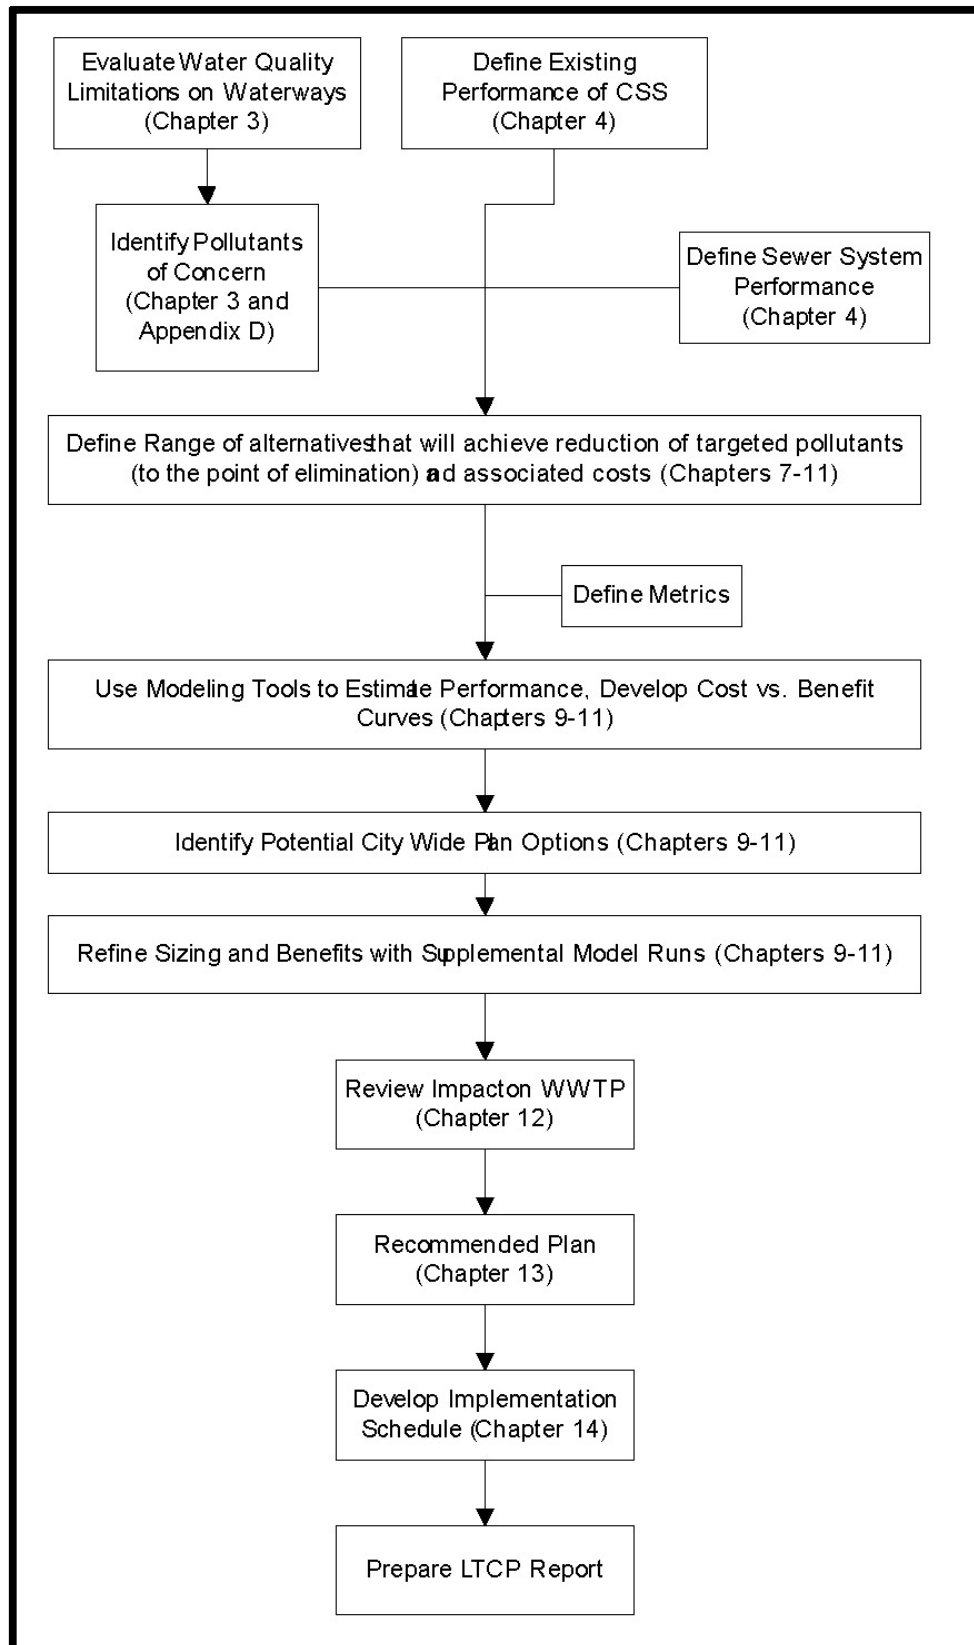 Evaluate Water Quality
Limitations on Waterways
(Chapter 3)
Define Existing
Performance of CSS
(Chapter 4)
Identify Pollutants
of Concern
(Chapter 3 and
Appendix D)
Define Sewer System
Performance
(Chapter 4)
Define Range of alternatives that will achieve reduction of targeted pollutants
(to the point of elimination) and associated costs (Chapters 7-11)
Define Metrics
Use Modeling Tools to Estimate Performance, Develop Cost vs. Benefit
Curves (Chapters 9-11)
Identify Potential City Wide Plan Options (Chapters 9-11)
Refine Sizing and Benefits with Supplemental Model Runs (Chapters 9-11)
Review Impact on WWTP
(Chapter 12)
Recommended Plan
(Chapter 13)
Develop Implementation
Schedule (Chapter 14)
Prepare LTCP Report